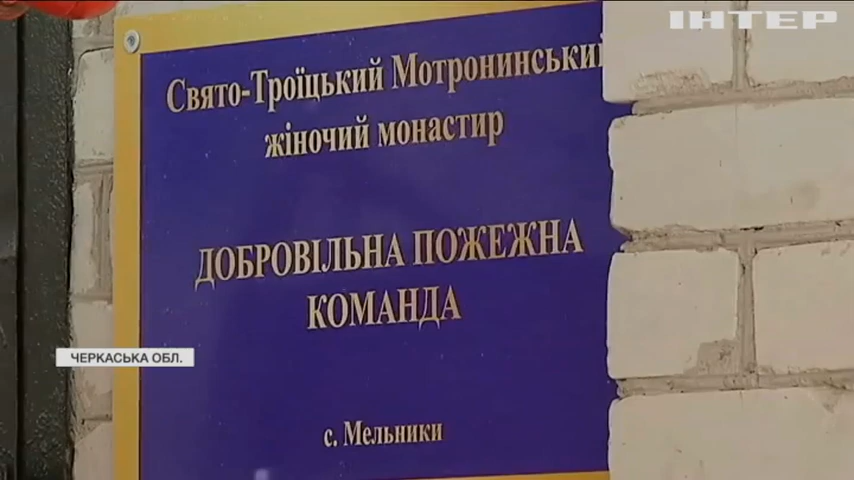 ІНТЕР
Свято-Троїцький Мотронинський
жіночий монастир
ДОБРОВІЛЬНА ПОЖЕЖНА
КОМАНДА
ЧЕРКАСЬКА ОБЛ.
с. Мельники